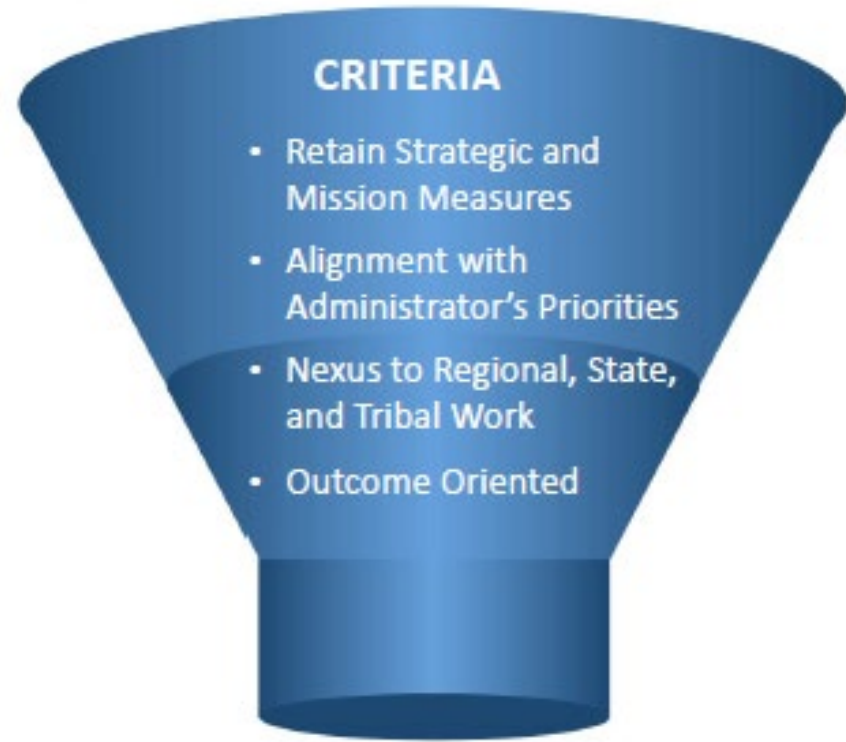 CRITERIA
• Retain Strategic and
Mission Measures
• Alignment with
Administrator’s Priorities
• Nexus to Regional, State,
and Tribal Work
• Outcome Oriented